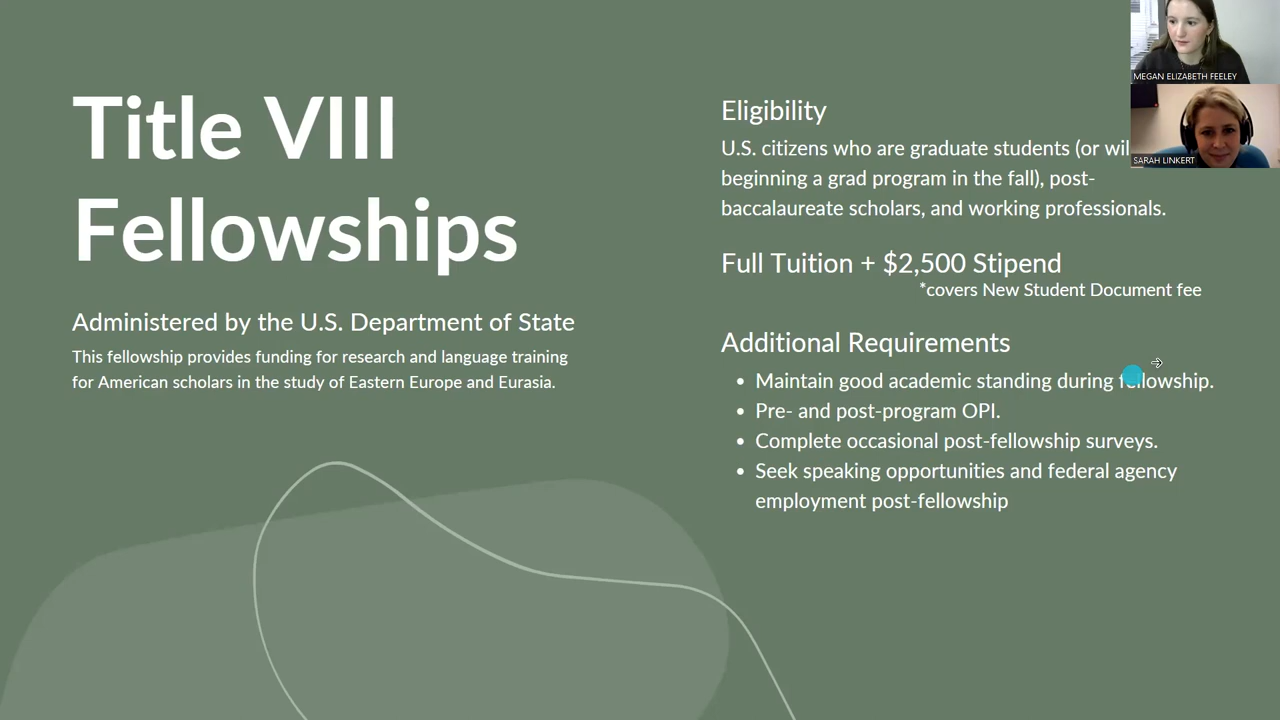 Title VIII
Fellowships
Administered by the U.S. Department of State
This fellowship provides funding for research and language training
for American scholars in the study of Eastern Europe and Eurasia.
Eligibility
U.S. citizens who are graduate students (or
beginning a grad program in the fall), post-
baccalaureate scholars, and working professionals.
Full Tuition + $2,500 Stipend
*covers New Student Document fee
Additional Requirements
• Maintain good academic standing during fellowship.
• Pre- and post-program OPI.
• Complete occasional post-fellowship surveys.
• Seek speaking opportunities and federal agency
employment post-fellowship
MEGAN ELIZABETH FEELEY
SARAH LINKERT